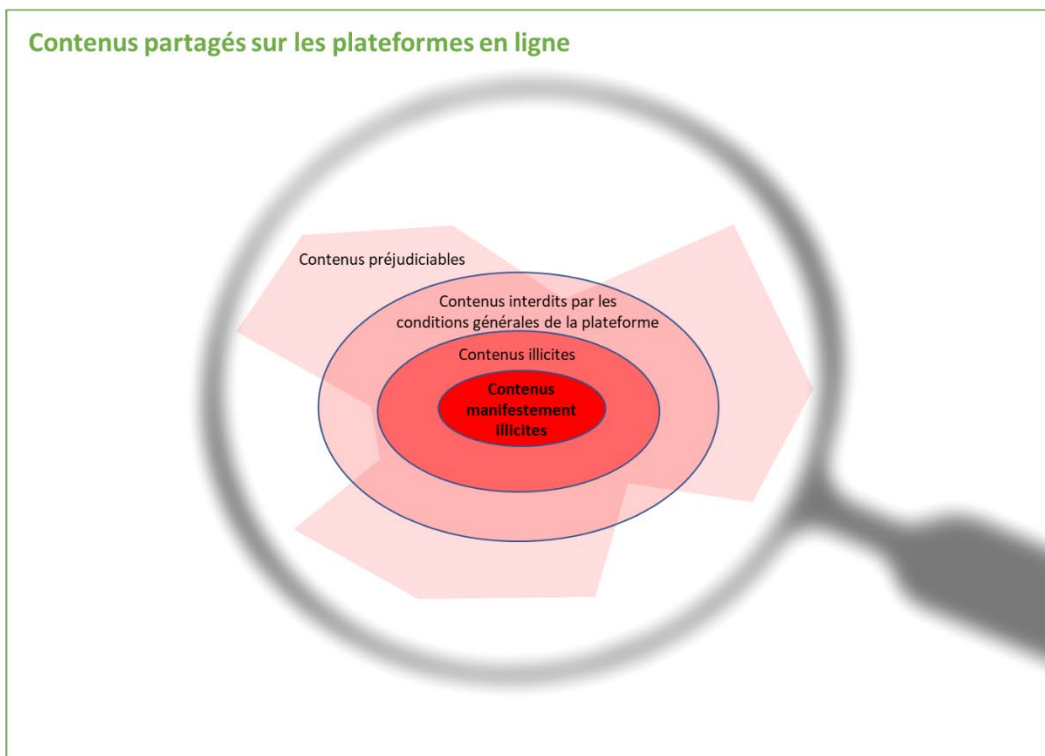 Contenus partagés sur les plateformes en ligne
Contenus préjudiciables
Contenus interdits par les
conditions générales de la plateforme
Contenus illicites
Contenus
manifestement
illicites